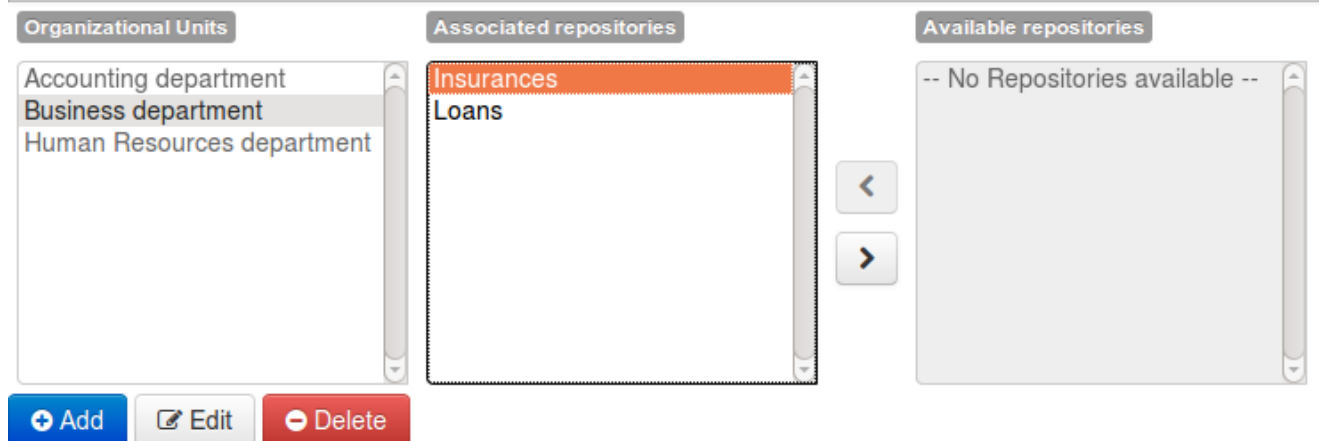 Organizational Units
Associated repositories
Available repositories
Accounting department
Business department
Human Resources department
Insurances
Loans
-- No Repositories available --
Add
Edit
Delete